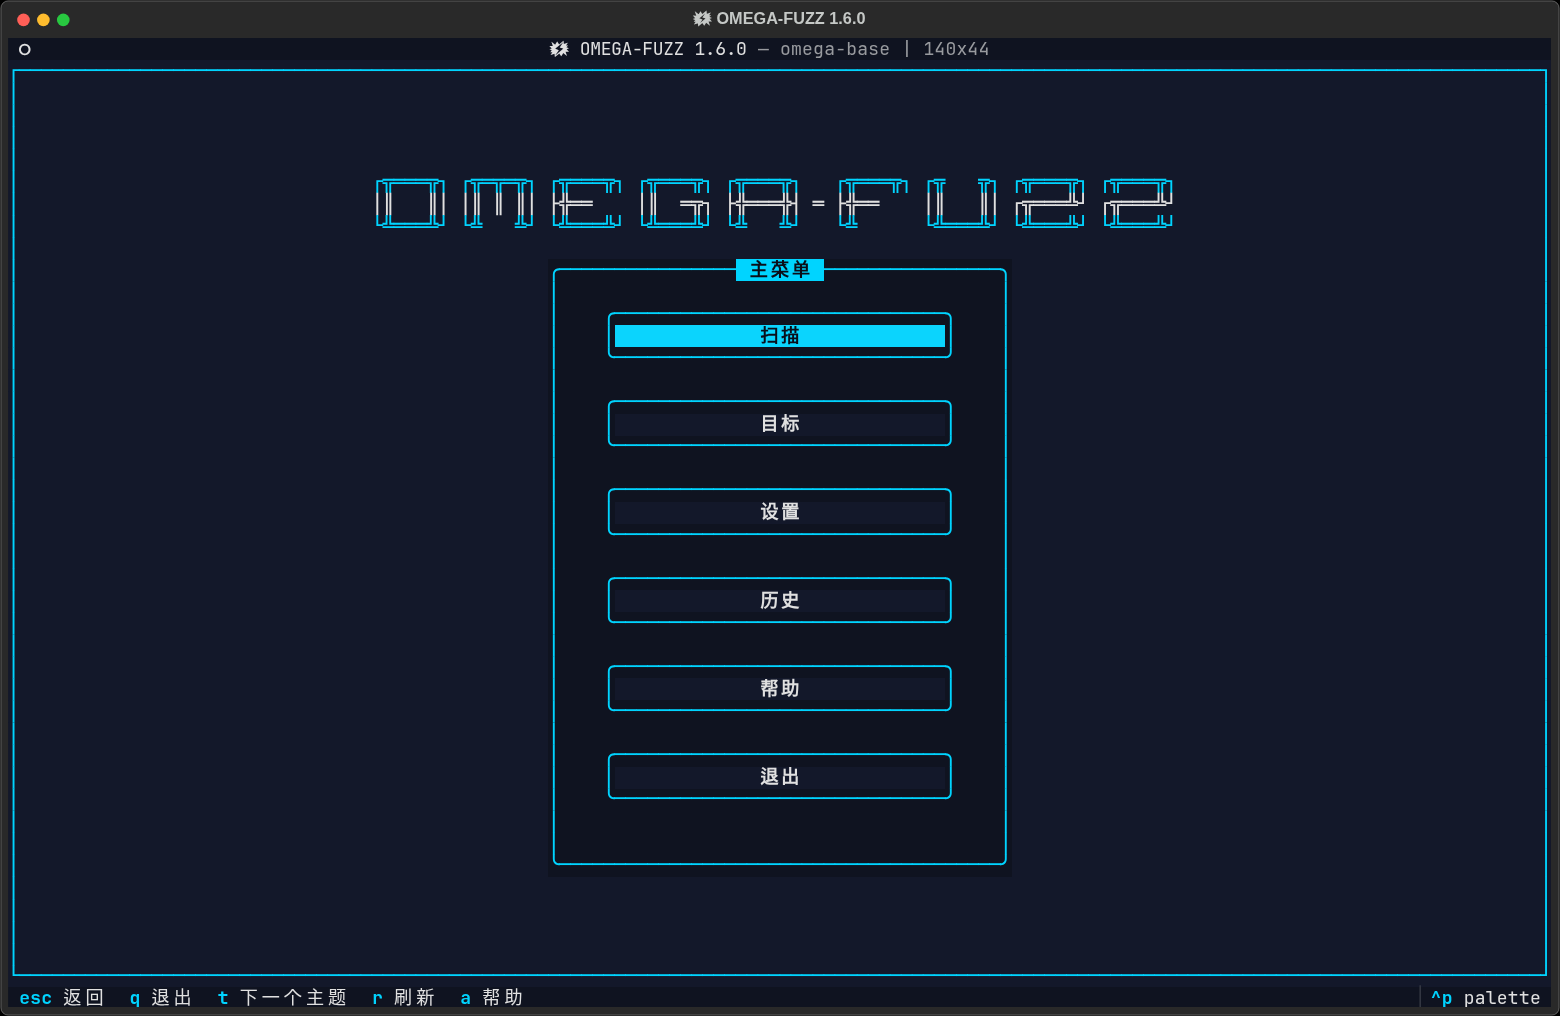 OMEGA-FUZZ 1.6.0
OMEGA-FUZZ 1.6.0 — omega-base | 140x44
OMEGA-FUZZ
主菜单
扫描
目标
设置
历史
帮助
退出
esc 返回 q 退出 t 下一个主题 r 刷新 a 帮助 ^p palette